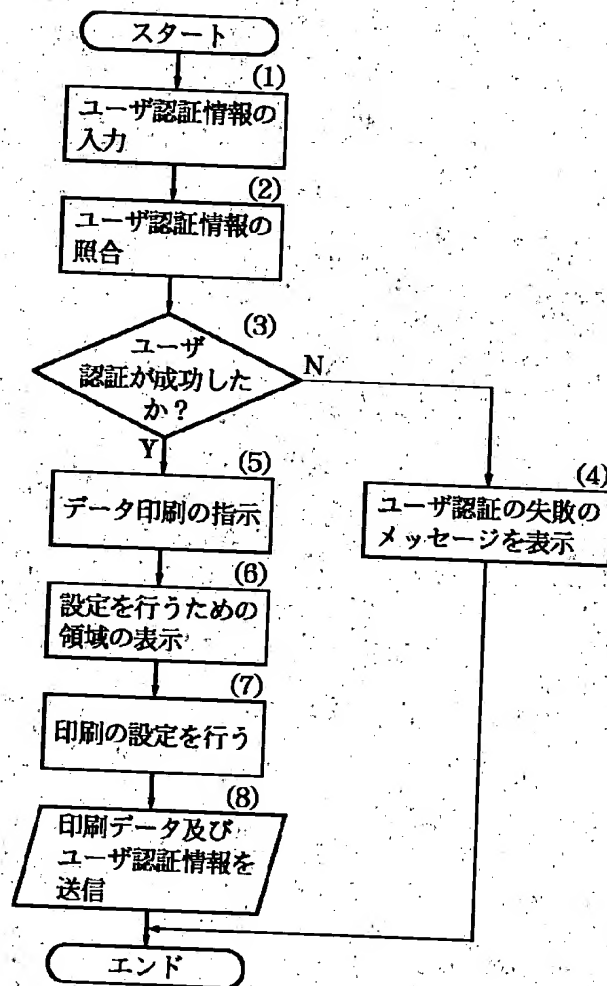 スタート
(1)
ユーザ認証情報の
入力
(2)
ユーザ認証情報の
照合
(3)
ユーザ
認証が成功した
か？
N
Y
(4)
ユーザ認証の失敗の
メッセージを表示
(5)
データ印刷の指示
(6)
設定を行うための
領域の表示
(7)
印刷の設定を行う
(8)
印刷データ及び
ユーザ認証情報を
送信
エンド